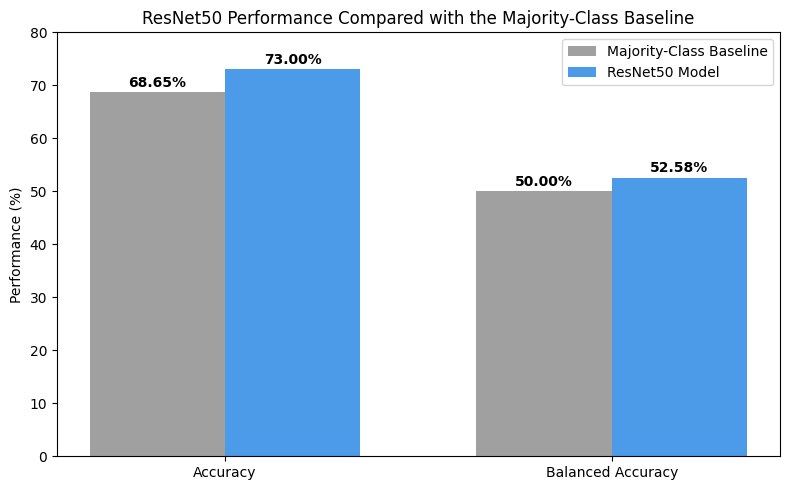 ResNet50 Performance Compared with the Majority-Class Baseline
Majority-Class Baseline
ResNet50 Model
Performance (%)
80
70
60
50
40
30
20
10
0
68.65%
73.00%
50.00%
52.58%
Accuracy
Balanced Accuracy